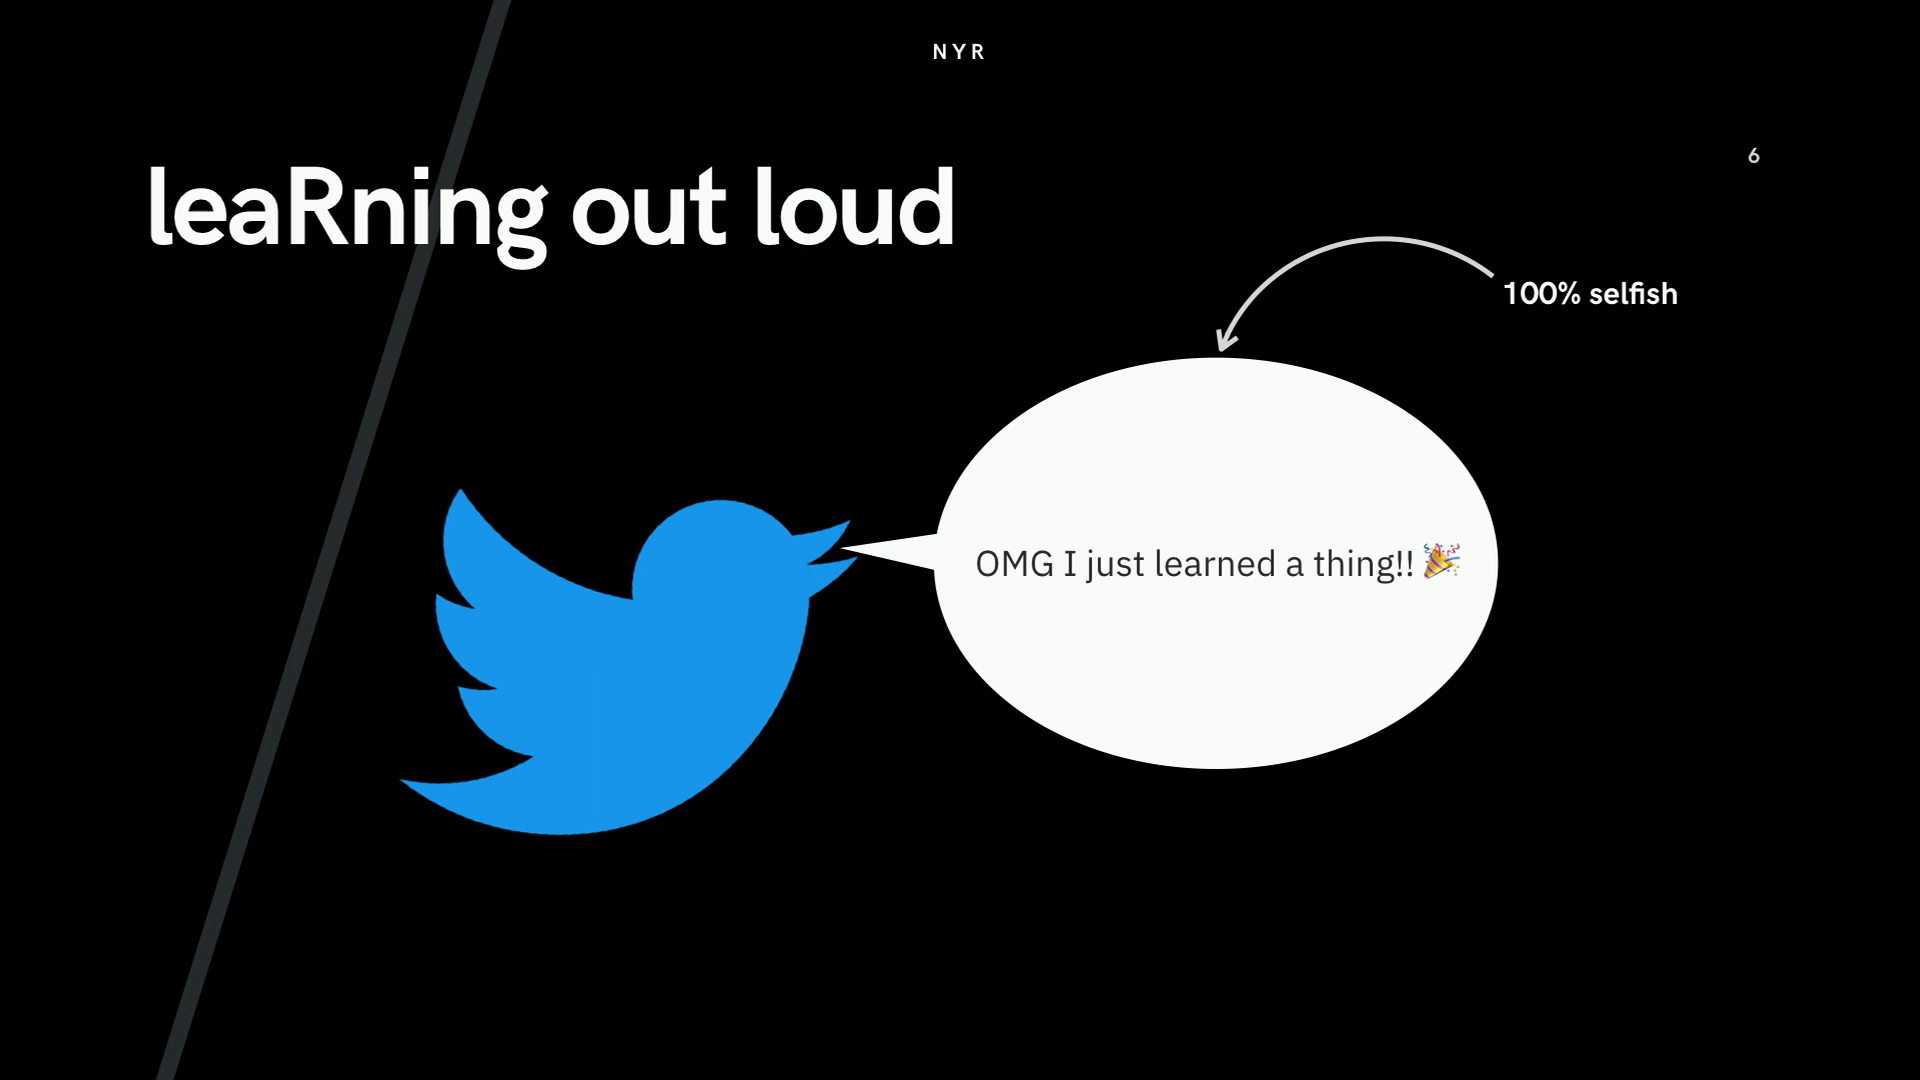 NYR
6
leaRning out loud
100% selfish
OMG I just learned a thing!! 🎉